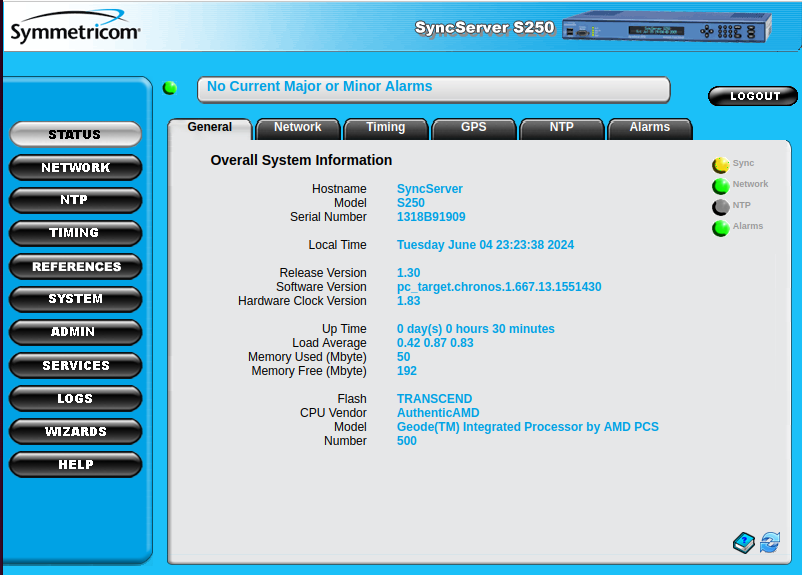 Symmetricom®
SyncServer S250
No Current Major or Minor Alarms
LOGOUT
STATUS
NETWORK
NTP
TIMING
REFERENCES
SYSTEM
ADMIN
SERVICES
LOGS
WIZARDS
HELP
General Network Timing GPS NTP Alarms
Overall System Information
Hostname SyncServer
Model S250
Serial Number 1318B91909
Local Time Tuesday June 04 23:23:38 2024
Release Version 1.30
Software Version pc_target.chronos.1.667.13.1551430
Hardware Clock Version 1.83
Up Time 0 day(s) 0 hours 30 minutes
Load Average 0.42 0.87 0.83
Memory Used (Mbyte) 50
Memory Free (Mbyte) 192
Flash TRANSCEND
CPU Vendor AuthenticAMD
Model Geode(TM) Integrated Processor by AMD PCS
Number 500
Sync
Network
NTP
Alarms